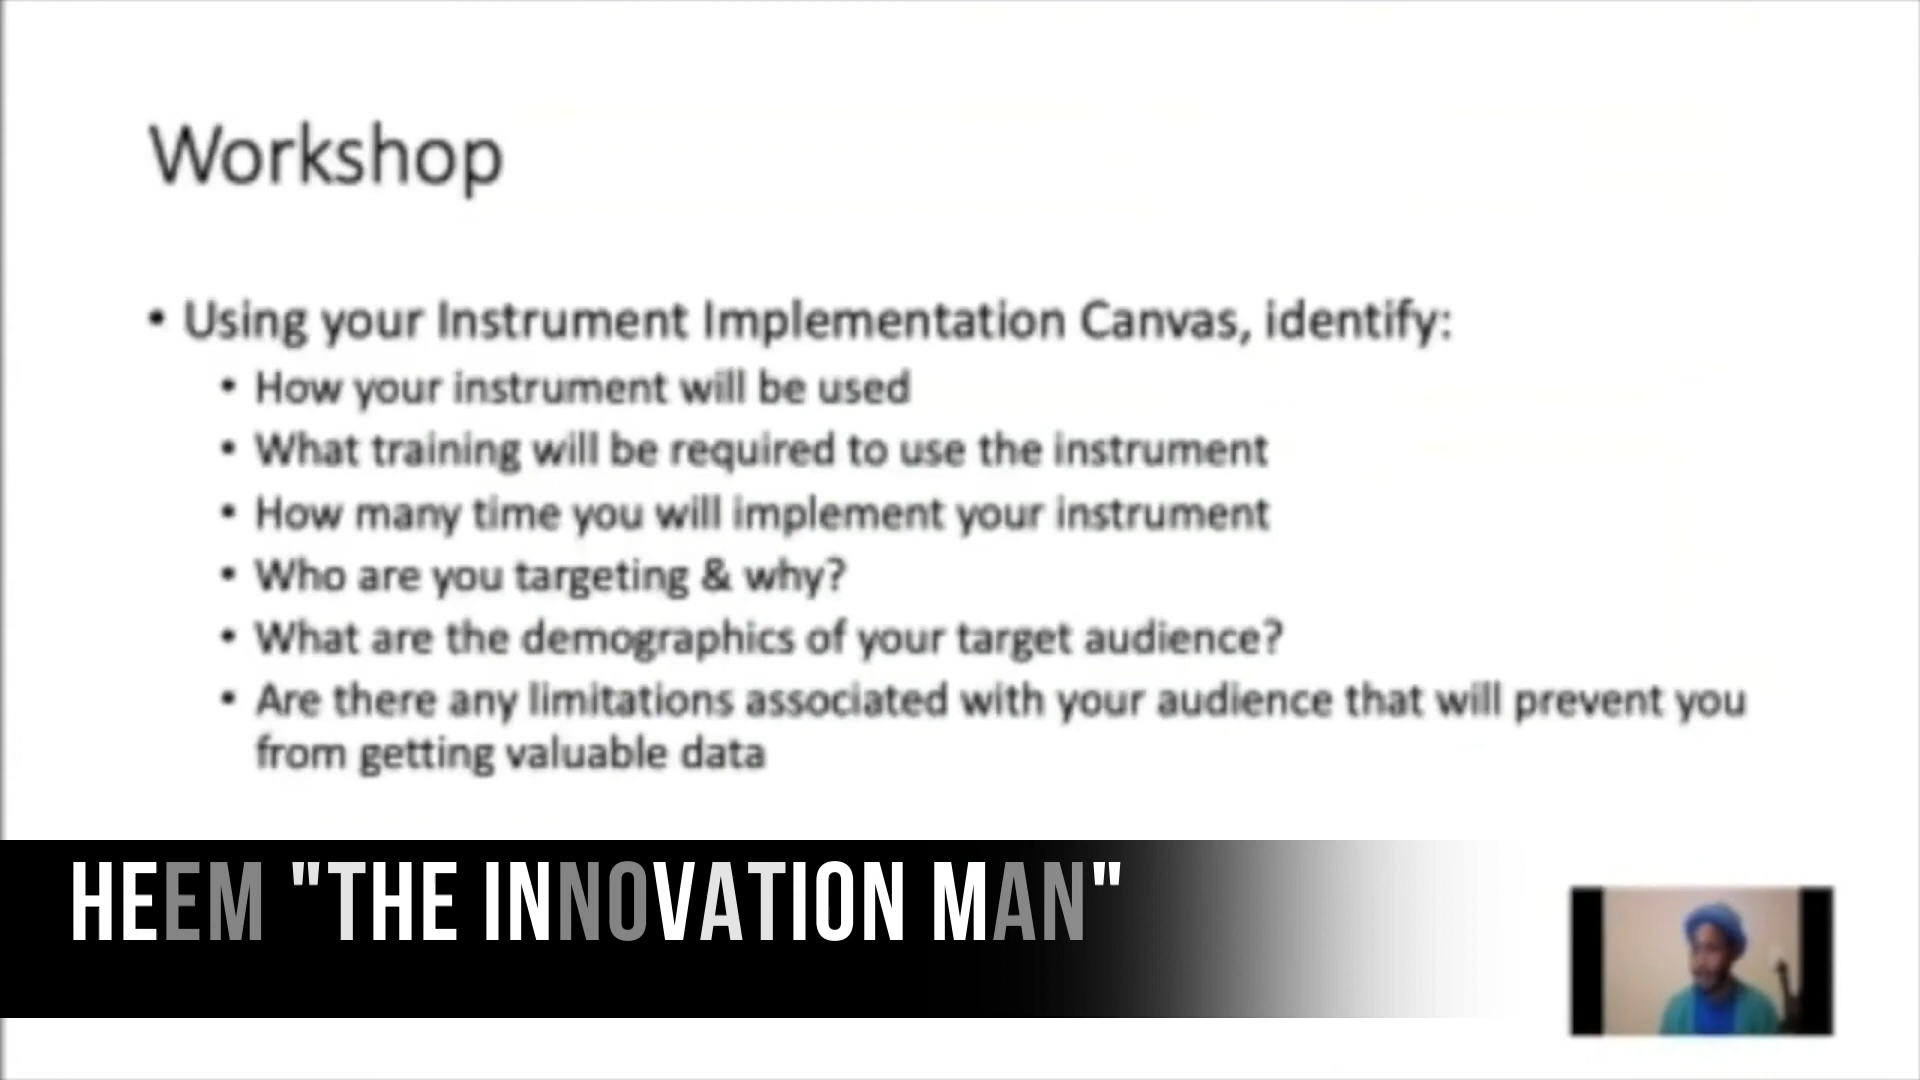 Workshop
• Using your Instrument Implementation Canvas, identify:
• How your instrument will be used
• What training will be required to use the instrument
• How many time you will implement your instrument
• Who are you targeting & why?
• What are the demographics of your target audience?
• Are there any limitations associated with your audience that will prevent you
from getting valuable data
HEEM "THE INNOVATION MAN"